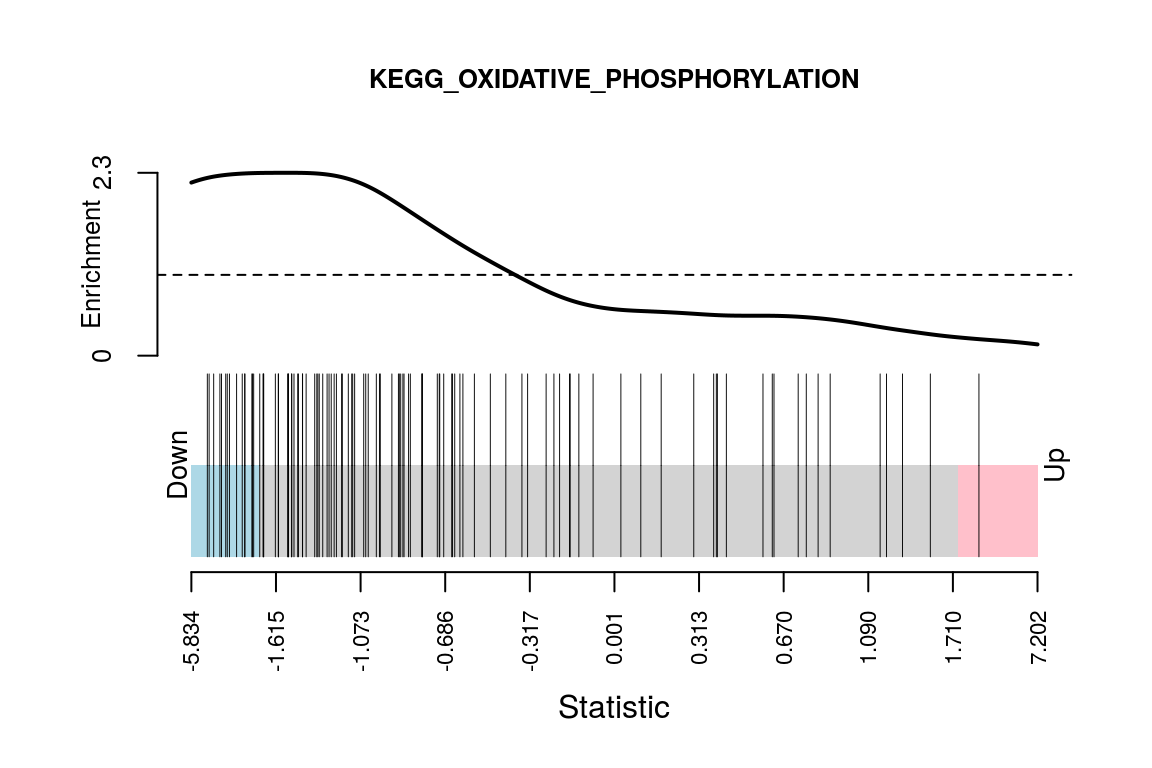 KEGG_OXIDATIVE_PHOSPHORYLATION
2.3
Enrichment
0
Down
Up
-5.834
-1.615
-1.073
-0.686
-0.317
0.001
0.313
0.670
1.090
1.710
7.202
Statistic